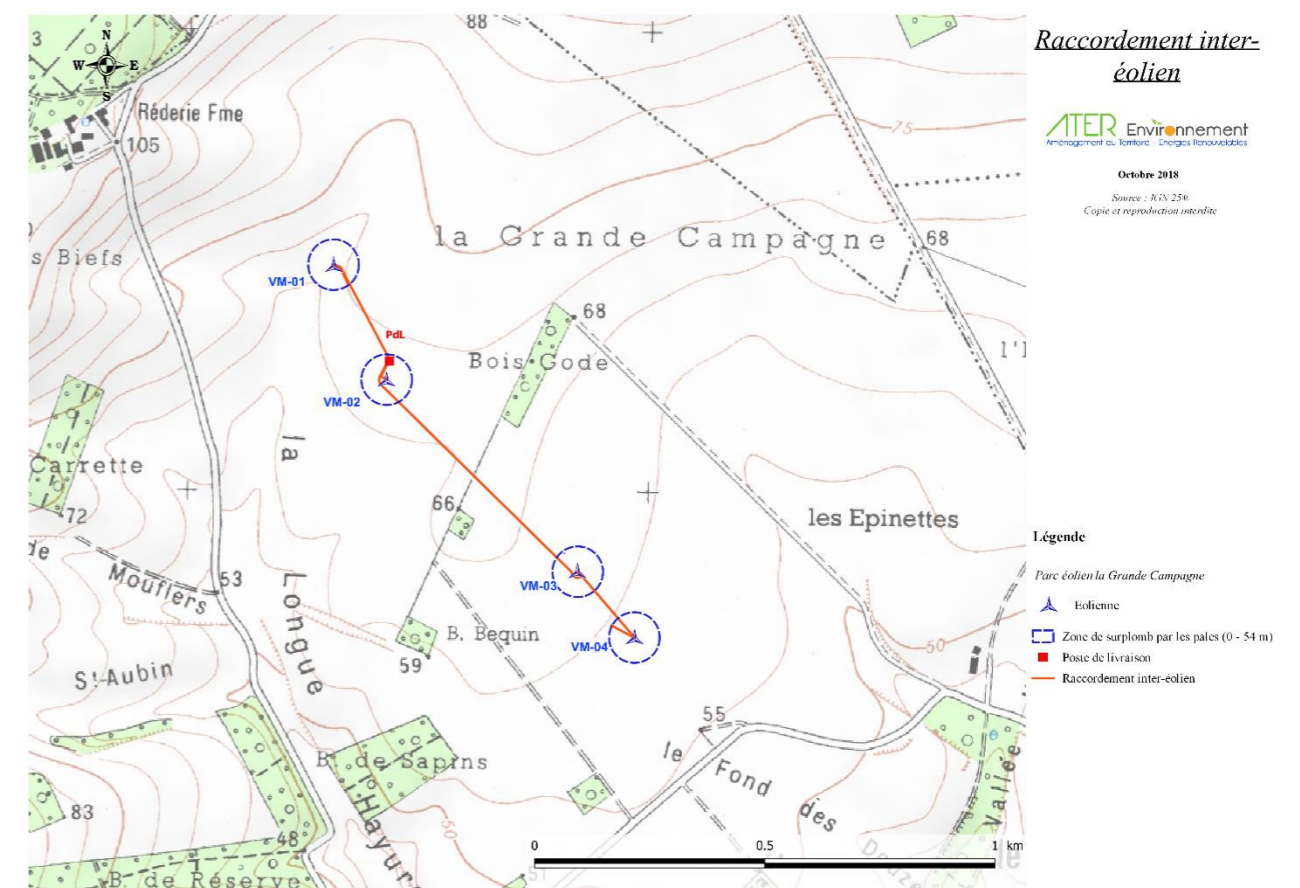 88
3
N
W
E
S
Réderie Fme
105
75
la Grande Campagne
68
s Biefs
VM-01
PdL
68
Bois Gode
VM-02
la Longue Hayure
Carrette
72
66
les Epinettes
de Mouflers
53
VM-03
B. Bequin
59
VM-04
50
St Aubin
55
le Fond des
Vallée
B. de Sapins
83
50
48
B. de Réserve
0
0.5
1 km
Raccordement inter-
éolien
ATER Environnement
Aménagement du Territoire - Energies Renouvelables
Octobre 2018
Source : IGN 25®
Copie et reproduction interdite
Légende
Parc éolien la Grande Campagne
Eolienne
Zone de surplomb par les pales (0 - 54 m)
Poste de livraison
Raccordement inter-éolien